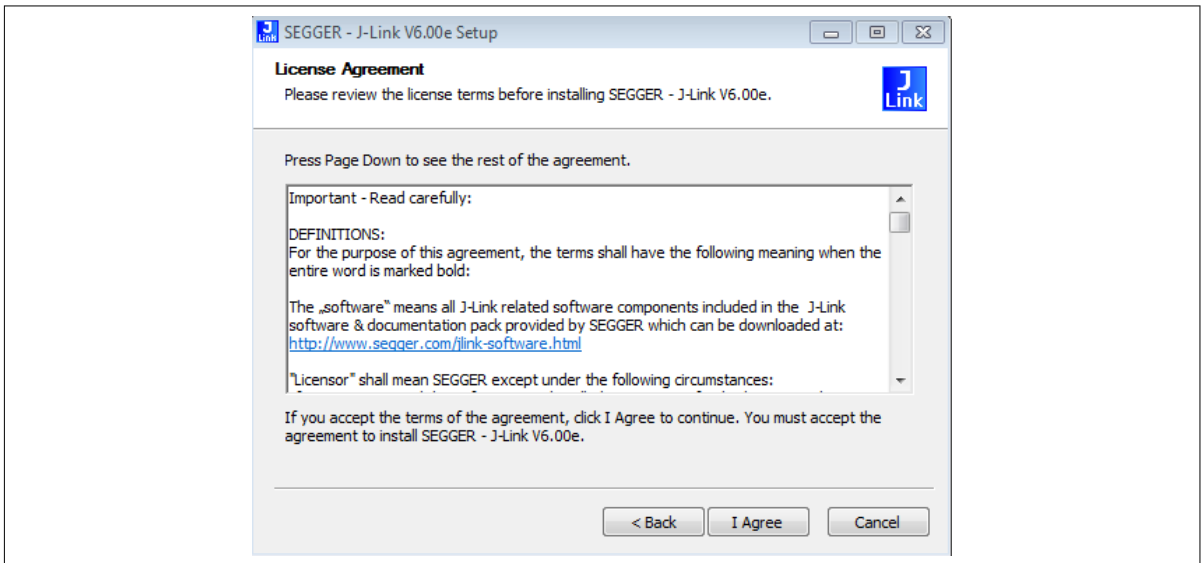 J
Link
SEGGER - J-Link V6.00e Setup
License Agreement
Please review the license terms before installing SEGGER - J-Link V6.00e.
J
Link
Press Page Down to see the rest of the agreement.
Important - Read carefully:
DEFINITIONS:
For the purpose of this agreement, the terms shall have the following meaning when the
entire word is marked bold:
The „software“ means all J-Link related software components included in the  J-Link
software & documentation pack provided by SEGGER which can be downloaded at:
http://www.segger.com/jlink-software.html
"Licensor" shall mean SEGGER except under the following circumstances:
If you accept the terms of the agreement, click I Agree to continue. You must accept the
agreement to install SEGGER - J-Link V6.00e.
< Back
I Agree
Cancel